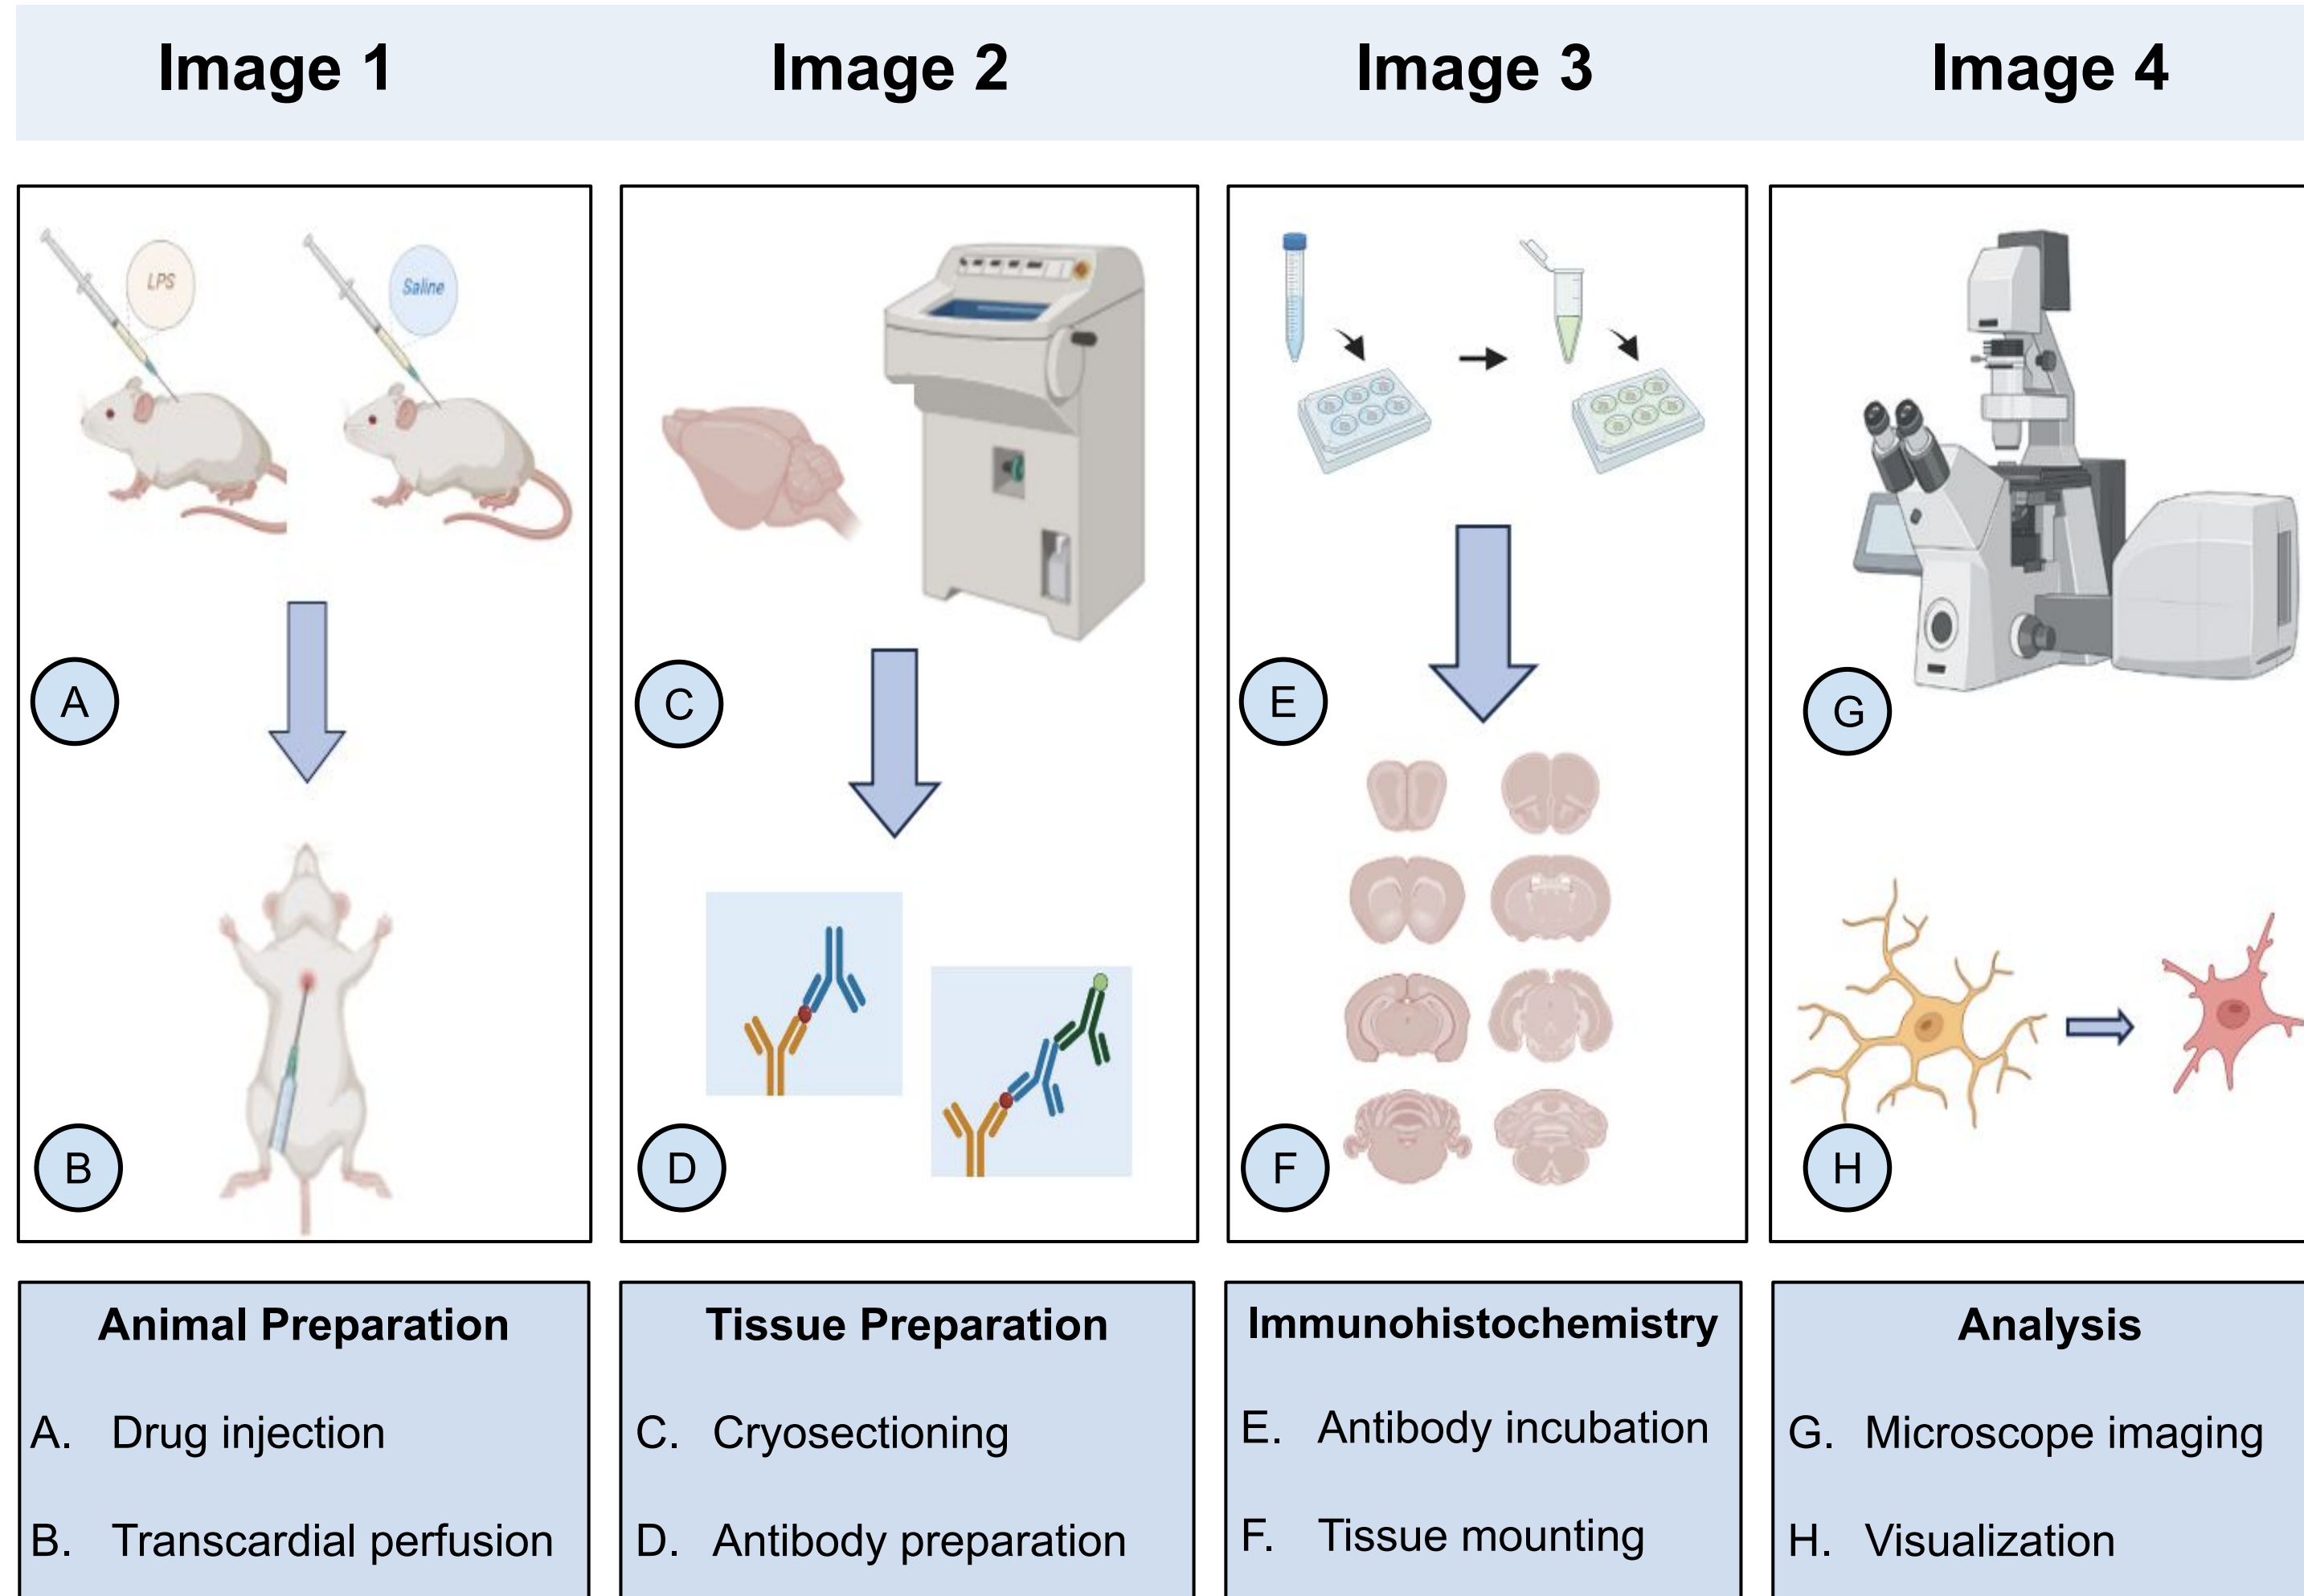 Image 1
Image 2
Image 3
Image 4
LPS
Saline
A
B
C
D
E
F
G
H
Animal Preparation
A. Drug injection
B. Transcardial perfusion
Tissue Preparation
C. Cryosectioning
D. Antibody preparation
Immunohistochemistry
E. Antibody incubation
F. Tissue mounting
Analysis
G. Microscope imaging
H. Visualization